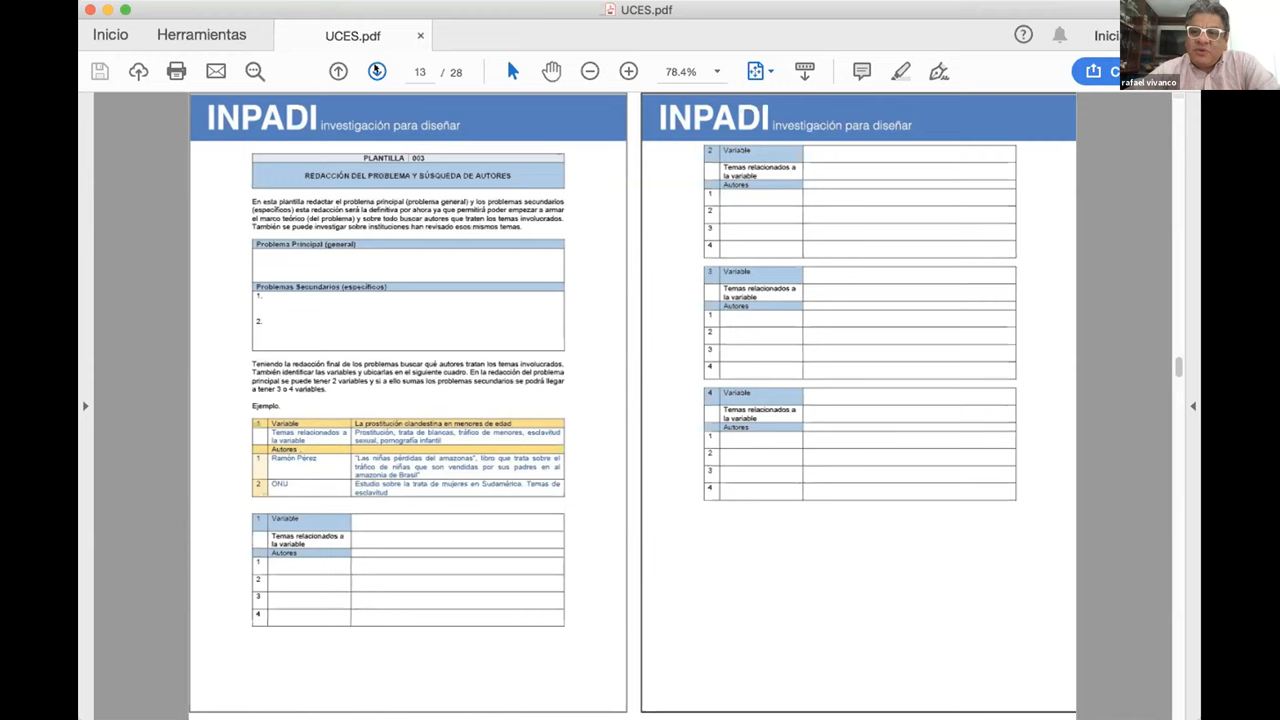 UCES.pdf
Inicio
Herramientas
UCES.pdf
×
13 / 28
78.4%
Inici
rafael vivanco
INPADI investigación para diseñar
PLANTILLA 003
REDACCIÓN DEL PROBLEMA Y BÚSQUEDA DE AUTORES
En esta plantilla redactar el problema principal (problema general) y los problemas secundarios
(específicos) esta redacción será la definitiva por ahora ya que permitirá poder empezar a armar
el marco teórico (del problema) y sobre todo buscar autores que traten los temas involucrados.
También se puede investigar sobre instituciones han revisado esos mismos temas.
Problema Principal (general)
Problemas Secundarios (específicos)
1.
2.
Teniendo la redacción final de los problemas buscar qué autores tratan los temas involucrados.
También identificar las variables y ubicarlas en el siguiente cuadro. En la redacción del problema
principal se puede tener 2 variables y si a ello sumas los problemas secundarios se podrá llegar
a tener 3 o 4 variables.
Ejemplo.
1 Variable La prostitución clandestina en menores de edad
Temas relacionados a Prostitución, trata de blancas, tráfico de menores, esclavitud
la variable sexual, pornografía infantil
Autores
1 Ramón Pérez "Las niñas pérdidas del amazonas", libro que trata sobre el
tráfico de niñas que son vendidas por sus padres en al
amazonia de Brasil"
2 ONU Estudio sobre la trata de mujeres en Sudamérica. Temas de
esclavitud
1 Variable
Temas relacionados a
la variable
Autores
1
2
3
4
INPADI investigación para diseñar
2 Variable
Temas relacionados a
la variable
Autores
1
2
3
4
3 Variable
Temas relacionados a
la variable
Autores
1
2
3
4
4 Variable
Temas relacionados a
la variable
Autores
1
2
3
4